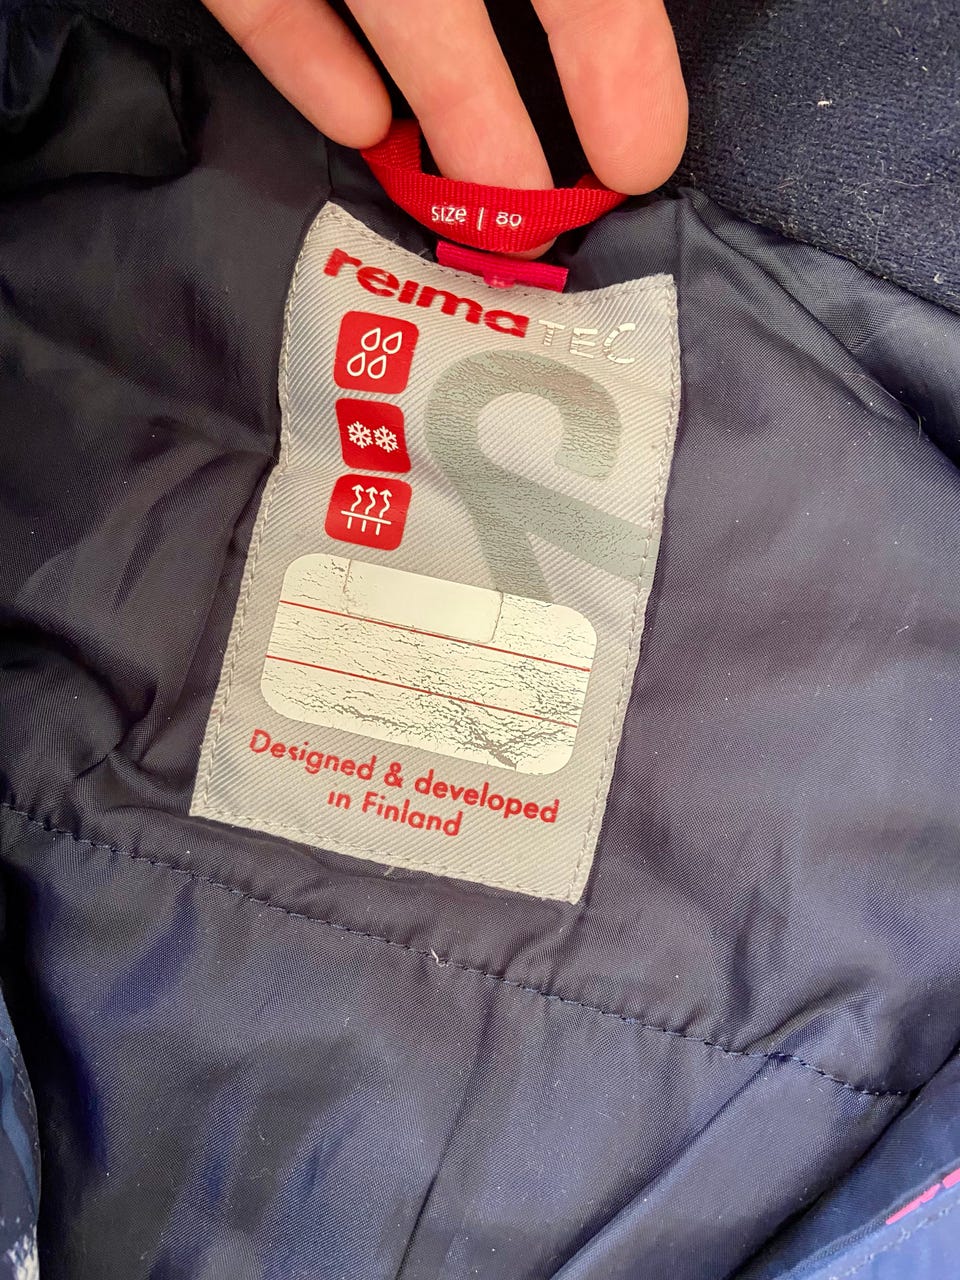 size | 80
reima TEC
Designed & developed
in Finland